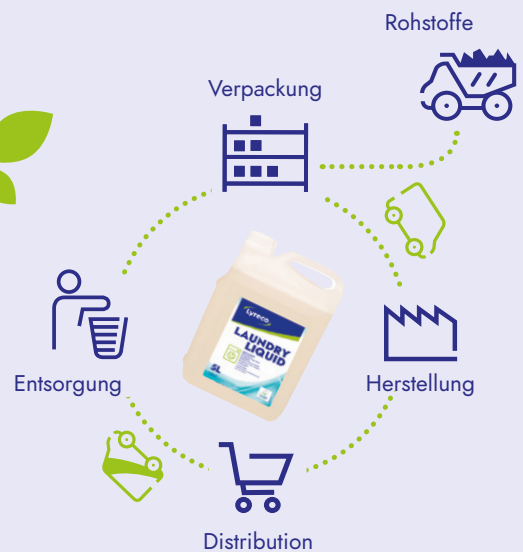 Rohstoffe
Verpackung
Lyreco
LAUNDRY
LIQUID
5L
Entsorgung
Herstellung
Distribution